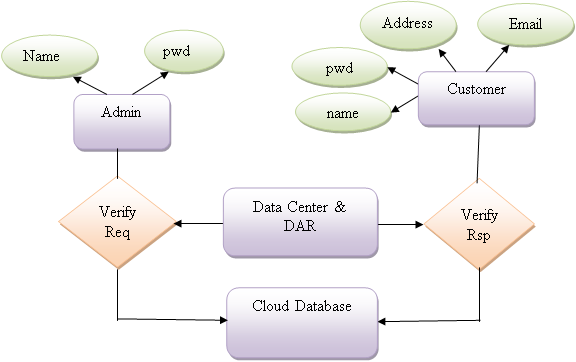 Address
Email
Name
pwd
pwd
name
Admin
Customer
Verify
Req
Data Center &
DAR
Verify
Rsp
Cloud Database